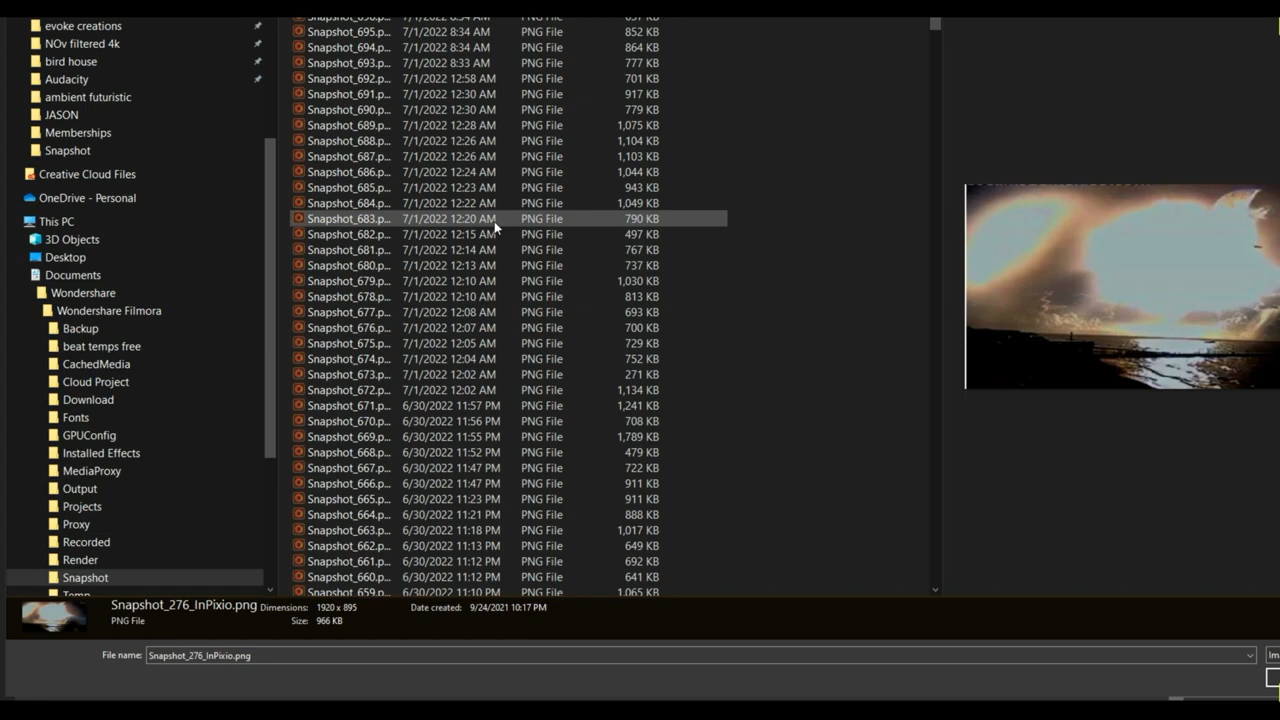 evoke creations
NOv filtered 4k
bird house
Audacity
ambient futuristic
JASON
Memberships
Snapshot
Creative Cloud Files
OneDrive - Personal
This PC
3D Objects
Desktop
Documents
Wondershare
Wondershare Filmora
Backup
beat temps free
CachedMedia
Cloud Project
Download
Fonts
GPUConfig
Installed Effects
MediaProxy
Output
Projects
Proxy
Recorded
Render
Snapshot
Temp
Snapshot_695.p... 7/1/2022 8:34 AM PNG File 852 KB
Snapshot_694.p... 7/1/2022 8:34 AM PNG File 864 KB
Snapshot_693.p... 7/1/2022 8:33 AM PNG File 777 KB
Snapshot_692.p... 7/1/2022 12:58 AM PNG File 701 KB
Snapshot_691.p... 7/1/2022 12:30 AM PNG File 917 KB
Snapshot_690.p... 7/1/2022 12:30 AM PNG File 779 KB
Snapshot_689.p... 7/1/2022 12:28 AM PNG File 1,075 KB
Snapshot_688.p... 7/1/2022 12:26 AM PNG File 1,104 KB
Snapshot_687.p... 7/1/2022 12:26 AM PNG File 1,103 KB
Snapshot_686.p... 7/1/2022 12:24 AM PNG File 1,044 KB
Snapshot_685.p... 7/1/2022 12:23 AM PNG File 943 KB
Snapshot_684.p... 7/1/2022 12:22 AM PNG File 1,049 KB
Snapshot_683.p... 7/1/2022 12:20 AM PNG File 790 KB
Snapshot_682.p... 7/1/2022 12:15 AM PNG File 497 KB
Snapshot_681.p... 7/1/2022 12:14 AM PNG File 767 KB
Snapshot_680.p... 7/1/2022 12:13 AM PNG File 737 KB
Snapshot_679.p... 7/1/2022 12:10 AM PNG File 1,030 KB
Snapshot_678.p... 7/1/2022 12:10 AM PNG File 813 KB
Snapshot_677.p... 7/1/2022 12:08 AM PNG File 693 KB
Snapshot_676.p... 7/1/2022 12:07 AM PNG File 700 KB
Snapshot_675.p... 7/1/2022 12:05 AM PNG File 729 KB
Snapshot_674.p... 7/1/2022 12:04 AM PNG File 752 KB
Snapshot_673.p... 7/1/2022 12:02 AM PNG File 271 KB
Snapshot_672.p... 7/1/2022 12:02 AM PNG File 1,134 KB
Snapshot_671.p... 6/30/2022 11:57 PM PNG File 1,241 KB
Snapshot_670.p... 6/30/2022 11:56 PM PNG File 708 KB
Snapshot_669.p... 6/30/2022 11:55 PM PNG File 1,789 KB
Snapshot_668.p... 6/30/2022 11:52 PM PNG File 479 KB
Snapshot_667.p... 6/30/2022 11:47 PM PNG File 722 KB
Snapshot_666.p... 6/30/2022 11:47 PM PNG File 911 KB
Snapshot_665.p... 6/30/2022 11:23 PM PNG File 911 KB
Snapshot_664.p... 6/30/2022 11:21 PM PNG File 888 KB
Snapshot_663.p... 6/30/2022 11:18 PM PNG File 1,017 KB
Snapshot_662.p... 6/30/2022 11:13 PM PNG File 649 KB
Snapshot_661.p... 6/30/2022 11:12 PM PNG File 692 KB
Snapshot_660.p... 6/30/2022 11:12 PM PNG File 641 KB
Snapshot_659.p... 6/30/2022 11:10 PM PNG File 1,065 KB
Snapshot_276_InPixio.png Dimensions: 1920 x 895 Date created: 9/24/2021 10:17 PM
PNG File Size: 966 KB
File name: Snapshot_276_InPixio.png Im